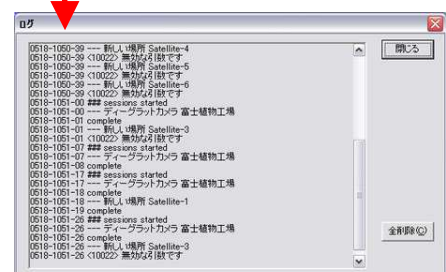 ログ
0518-1050-39 --- 新しい場所 Satellite-4
0518-1050-39 <10022> 無効な引数です
0518-1050-39 --- 新しい場所 Satellite-5
0518-1050-39 <10022> 無効な引数です
0518-1050-39 --- 新しい場所 Satellite-6
0518-1050-39 <10022> 無効な引数です
0518-1051-00 ### sessions started
0518-1051-00 --- ディーグラットカメラ 富士植物工場
0518-1051-01 complete
0518-1051-01 --- 新しい場所 Satellite-3
0518-1051-01 <10022> 無効な引数です
0518-1051-07 ### sessions started
0518-1051-07 --- ディーグラットカメラ 富士植物工場
0518-1051-08 complete
0518-1051-17 ### sessions started
0518-1051-17 --- ディーグラットカメラ 富士植物工場
0518-1051-18 complete
0518-1051-18 --- 新しい場所 Satellite-1
0518-1051-19 complete
0518-1051-26 ### sessions started
0518-1051-26 --- ディーグラットカメラ 富士植物工場
0518-1051-26 complete
0518-1051-26 --- 新しい場所 Satellite-3
0518-1051-26 <10022> 無効な引数です
閉じる
全削除(C)